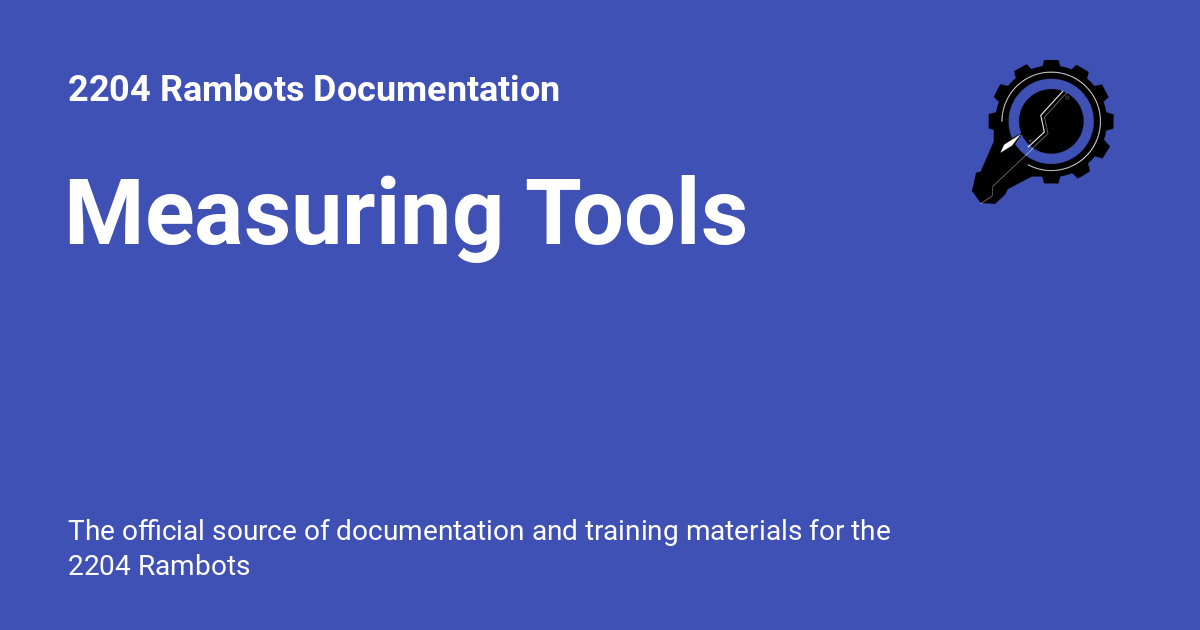 2204 Rambots Documentation
Measuring Tools
The official source of documentation and training materials for the
2204 Rambots